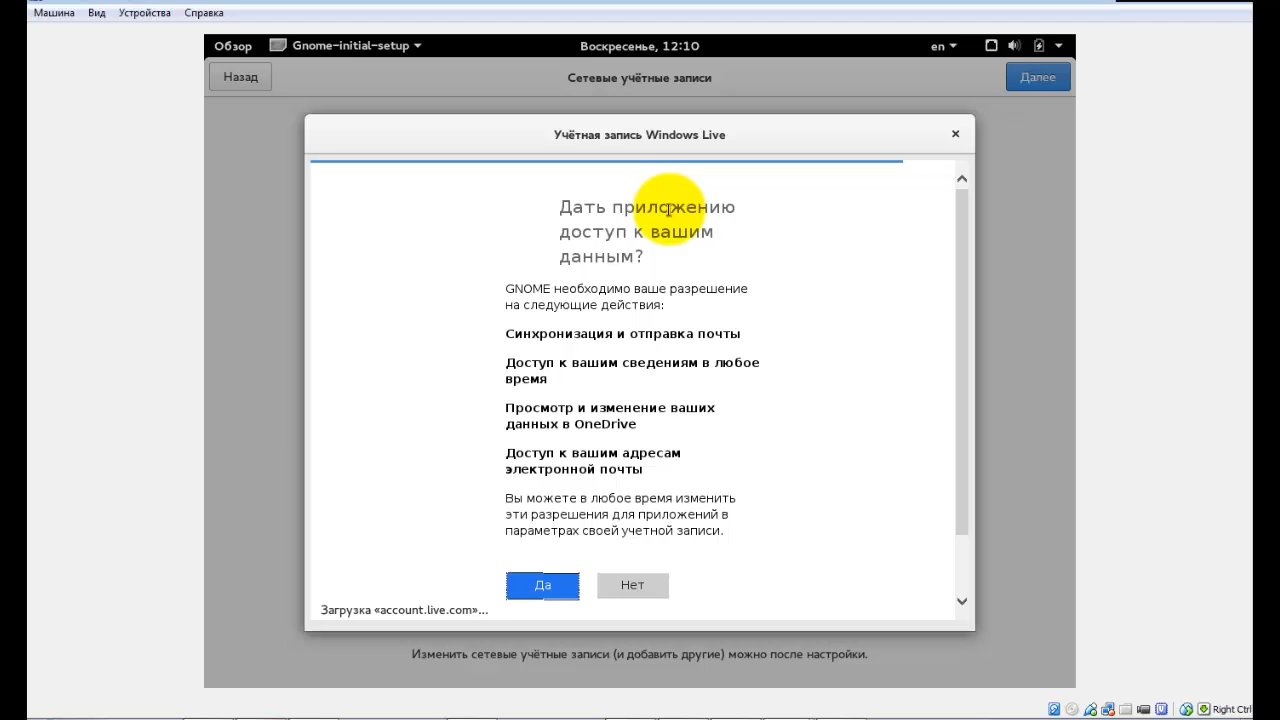 Машина Вид Устройства Справка
Обзор Gnome-initial-setup Воскресенье, 12:10 en
Назад Сетевые учётные записи Далее
Учётная запись Windows Live
Дать приложению
доступ к вашим
данным?
GNOME необходимо ваше разрешение
на следующие действия:
Синхронизация и отправка почты
Доступ к вашим сведениям в любое
время
Просмотр и изменение ваших
данных в OneDrive
Доступ к вашим адресам
электронной почты
Вы можете в любое время изменить
эти разрешения для приложений в
параметрах своей учетной записи.
Да Нет
Загрузка «account.live.com»...
Изменить сетевые учётные записи (и добавить другие) можно после настройки.
Right Ctrl